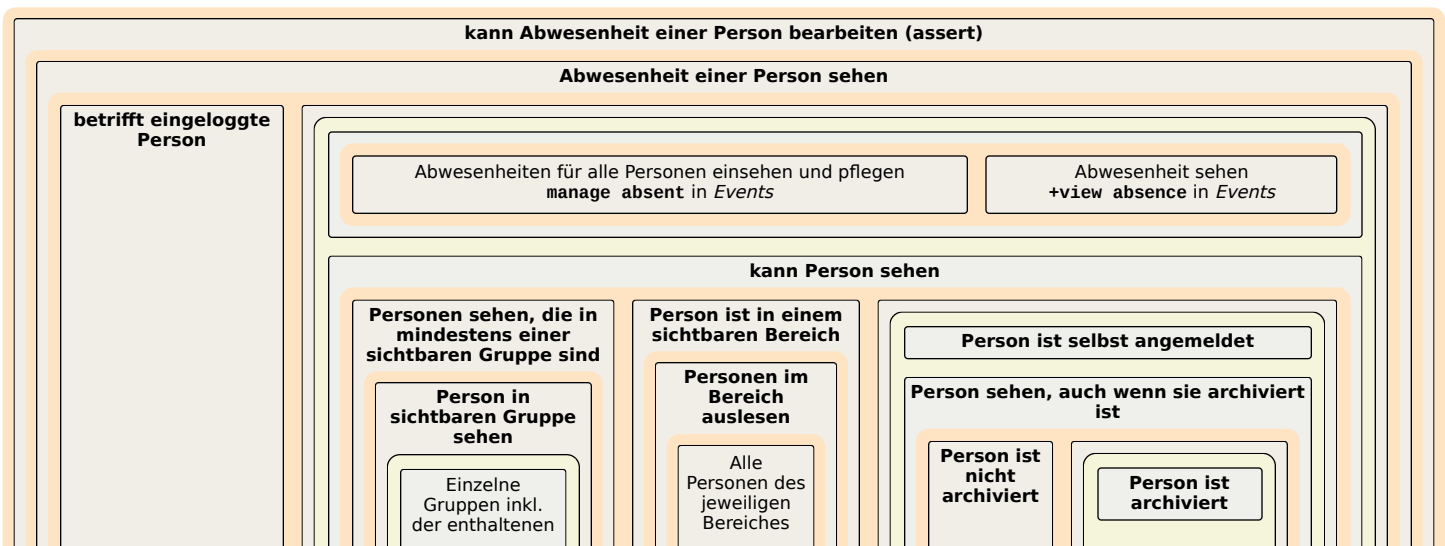 kann Abwesenheit einer Person bearbeiten (assert)
Abwesenheit einer Person sehen
betrifft eingeloggte
Person
Abwesenheiten für alle Personen einsehen und pflegen
manage absent in Events
Abwesenheit sehen
+view absence in Events
kann Person sehen
Personen sehen, die in
mindestens einer
sichtbaren Gruppe sind
Person in
sichtbaren Gruppe
sehen
Einzelne
Gruppen inkl.
der enthaltenen
Person ist in einem
sichtbaren Bereich
Personen im
Bereich
auslesen
Alle
Personen des
jeweiligen
Bereiches
Person ist selbst angemeldet
Person sehen, auch wenn sie archiviert
ist
Person ist
nicht
archiviert
Person ist
archiviert